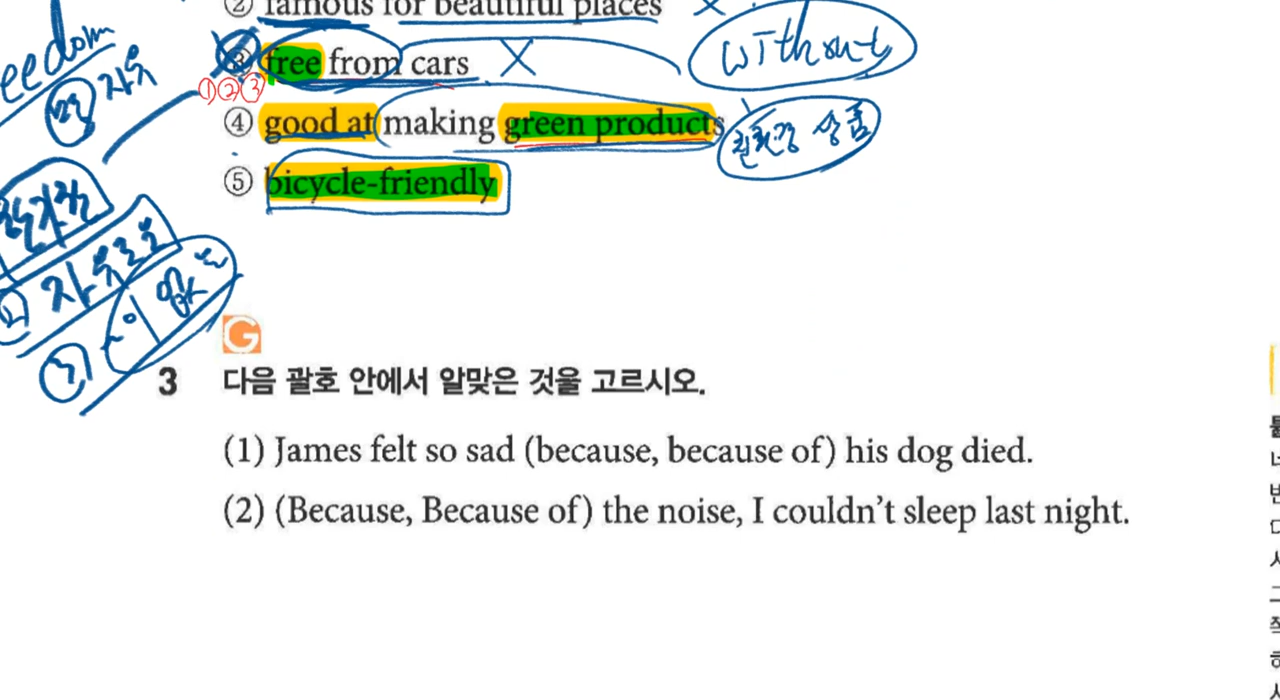 ② famous for beautiful places X
eedom
자유
③ free from cars X
without
①②③
④ good at making green products
친환경 상품
⑤ bicycle-friendly
자유로운
이 없는
G
3 다음 괄호 안에서 알맞은 것을 고르시오.
(1) James felt so sad (because, because of) his dog died.
(2) (Because, Because of) the noise, I couldn't sleep last night.